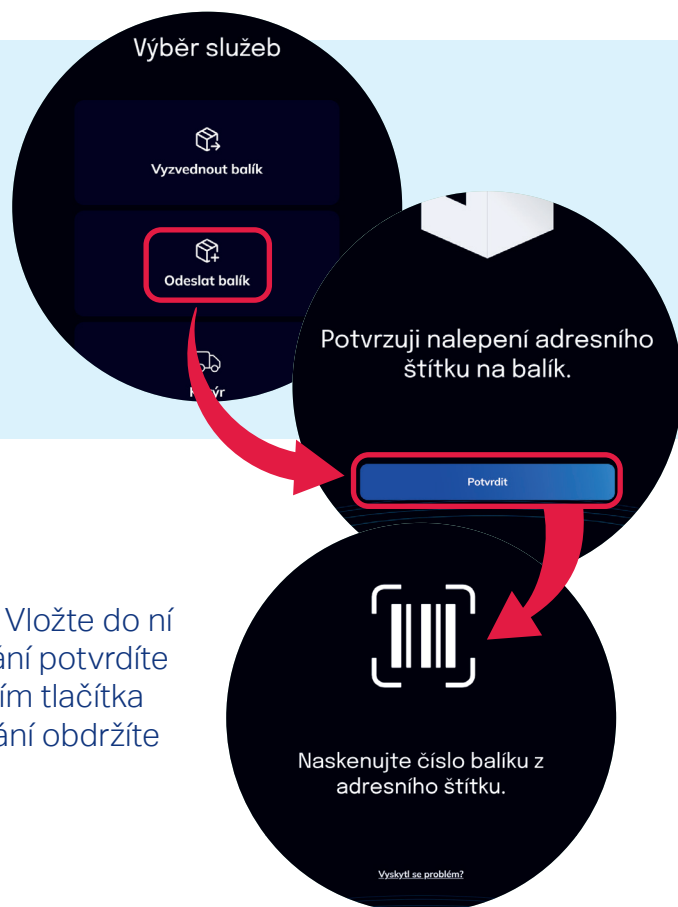 Výběr služeb
Vyzvednout balík
Odeslat balík
Potvrzuji nalepení adresního
štítku na balík.
Potvrdit
Vložte do ní
ání potvrdíte
ím tlačítka
ání obdržíte
Naskenujte číslo balíku z
adresního štítku.
Vyskytl se problém?